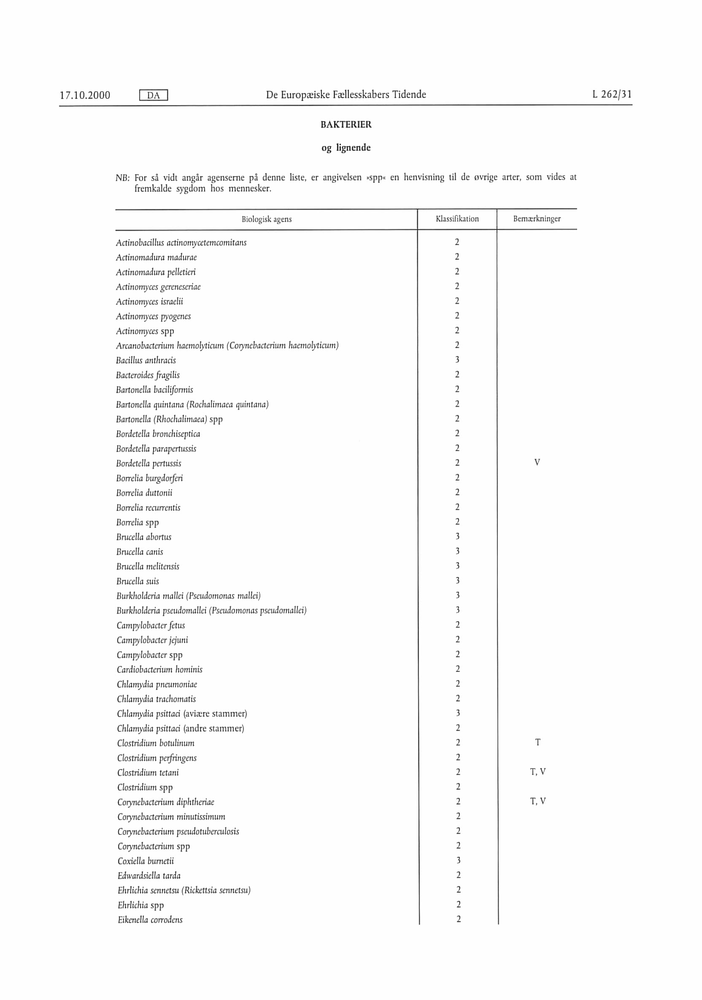 17.10.2000 DA De Europæiske Fællesskabers Tidende L 262/31
BAKTERIER
og lignende
NB: For så vidt angår agenserne på denne liste, er angivelsen »spp« en henvisning til de øvrige arter, som vides at
fremkalde sygdom hos mennesker.
Biologisk agens Klassifikation Bemærkninger
Actinobacillus actinomycetemcomitans 2
Actinomadura madurae 2
Actinomadura pelletieri 2
Actinomyces gereneseriae 2
Actinomyces israelii 2
Actinomyces pyogenes 2
Actinomyces spp 2
Arcanobacterium haemolyticum (Corynebacterium haemolyticum) 2
Bacillus anthracis 3
Bacteroides fragilis 2
Bartonella baciliformis 2
Bartonella quintana (Rochalimaea quintana) 2
Bartonella (Rhochalimaea) spp 2
Bordetella bronchiseptica 2
Bordetella parapertussis 2
Bordetella pertussis 2 V
Borrelia burgdorferi 2
Borrelia duttonii 2
Borrelia recurrentis 2
Borrelia spp 2
Brucella abortus 3
Brucella canis 3
Brucella melitensis 3
Brucella suis 3
Burkholderia mallei (Pseudomonas mallei) 3
Burkholderia pseudomallei (Pseudomonas pseudomallei) 3
Campylobacter fetus 2
Campylobacter jejuni 2
Campylobacter spp 2
Cardiobacterium hominis 2
Chlamydia pneumoniae 2
Chlamydia trachomatis 2
Chlamydia psittaci (aviære stammer) 3
Chlamydia psittaci (andre stammer) 2
Clostridium botulinum 2 T
Clostridium perfringens 2
Clostridium tetani 2 T, V
Clostridium spp 2
Corynebacterium diphtheriae 2 T, V
Corynebacterium minutissimum 2
Corynebacterium pseudotuberculosis 2
Corynebacterium spp 2
Coxiella burnetii 3
Edwardsiella tarda 2
Ehrlichia sennetsu (Rickettsia sennetsu) 2
Ehrlichia spp 2
Eikenella corrodens 2